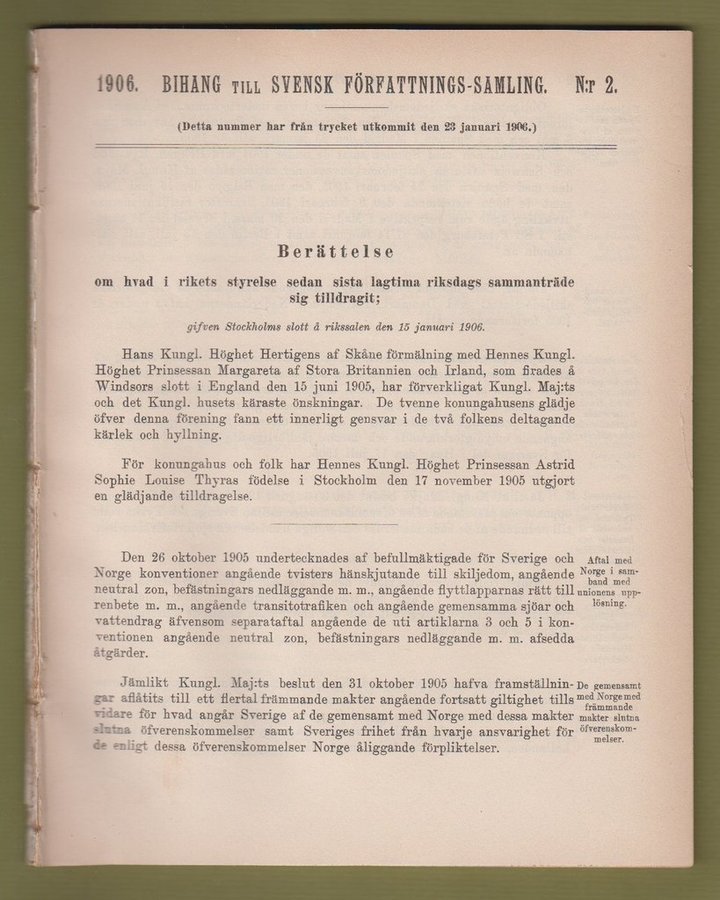 1906. BIHANG TILL SVENSK FÖRFATTNINGS-SAMLING. N:r 2.
(Detta nummer har från trycket utkommit den 23 januari 1906.)
Berättelse
om hvad i rikets styrelse sedan sista lagtima riksdags sammanträde
sig tilldragit;
gifven Stockholms slott å rikssalen den 15 januari 1906.
Hans Kungl. Höghet Hertigens af Skåne förmälning med Hennes Kungl.
Höghet Prinsessan Margareta af Stora Britannien och Irland, som firades å
Windsors slott i England den 15 juni 1905, har förverkligat Kungl. Maj:ts
och det Kungl. husets käraste önskningar. De tvenne konungahusens glädje
öfver denna förening fann ett innerligt gensvar i de två folkens deltagande
kärlek och hyllning.
För konungahus och folk har Hennes Kungl. Höghet Prinsessan Astrid
Sophie Louise Thyras födelse i Stockholm den 17 november 1905 utgjort
en glädjande tilldragelse.
Den 26 oktober 1905 undertecknades af befullmäktigade för Sverige och
Norge konventioner angående tvisters hänskjutande till skiljedom, angående
neutral zon, befästningars nedläggande m. m., angående flyttlapparnas rätt till
renbete m. m., angående transitotrafiken och angående gemensamma sjöar och
vattendrag äfvensom separataftal angående de uti artiklarna 3 och 5 i kon-
ventionen angående neutral zon, befästningars nedläggande m. m. afsedda
åtgärder.
Aftal med
Norge i sam-
band med
unionens upp-
lösning.
Jämlikt Kungl. Maj:ts beslut den 31 oktober 1905 hafva framställnin-
gar aflåtits till ett flertal främmande makter angående fortsatt giltighet tills
vidare för hvad angår Sverige af de gemensamt med Norge med dessa makter
slutna öfverenskommelser samt Sveriges frihet från hvarje ansvarighet för
de enligt dessa öfverenskommelser Norge åliggande förpliktelser.
De gemensamt
med Norge med
främmande
makter slutna
öfverenskom-
melser.